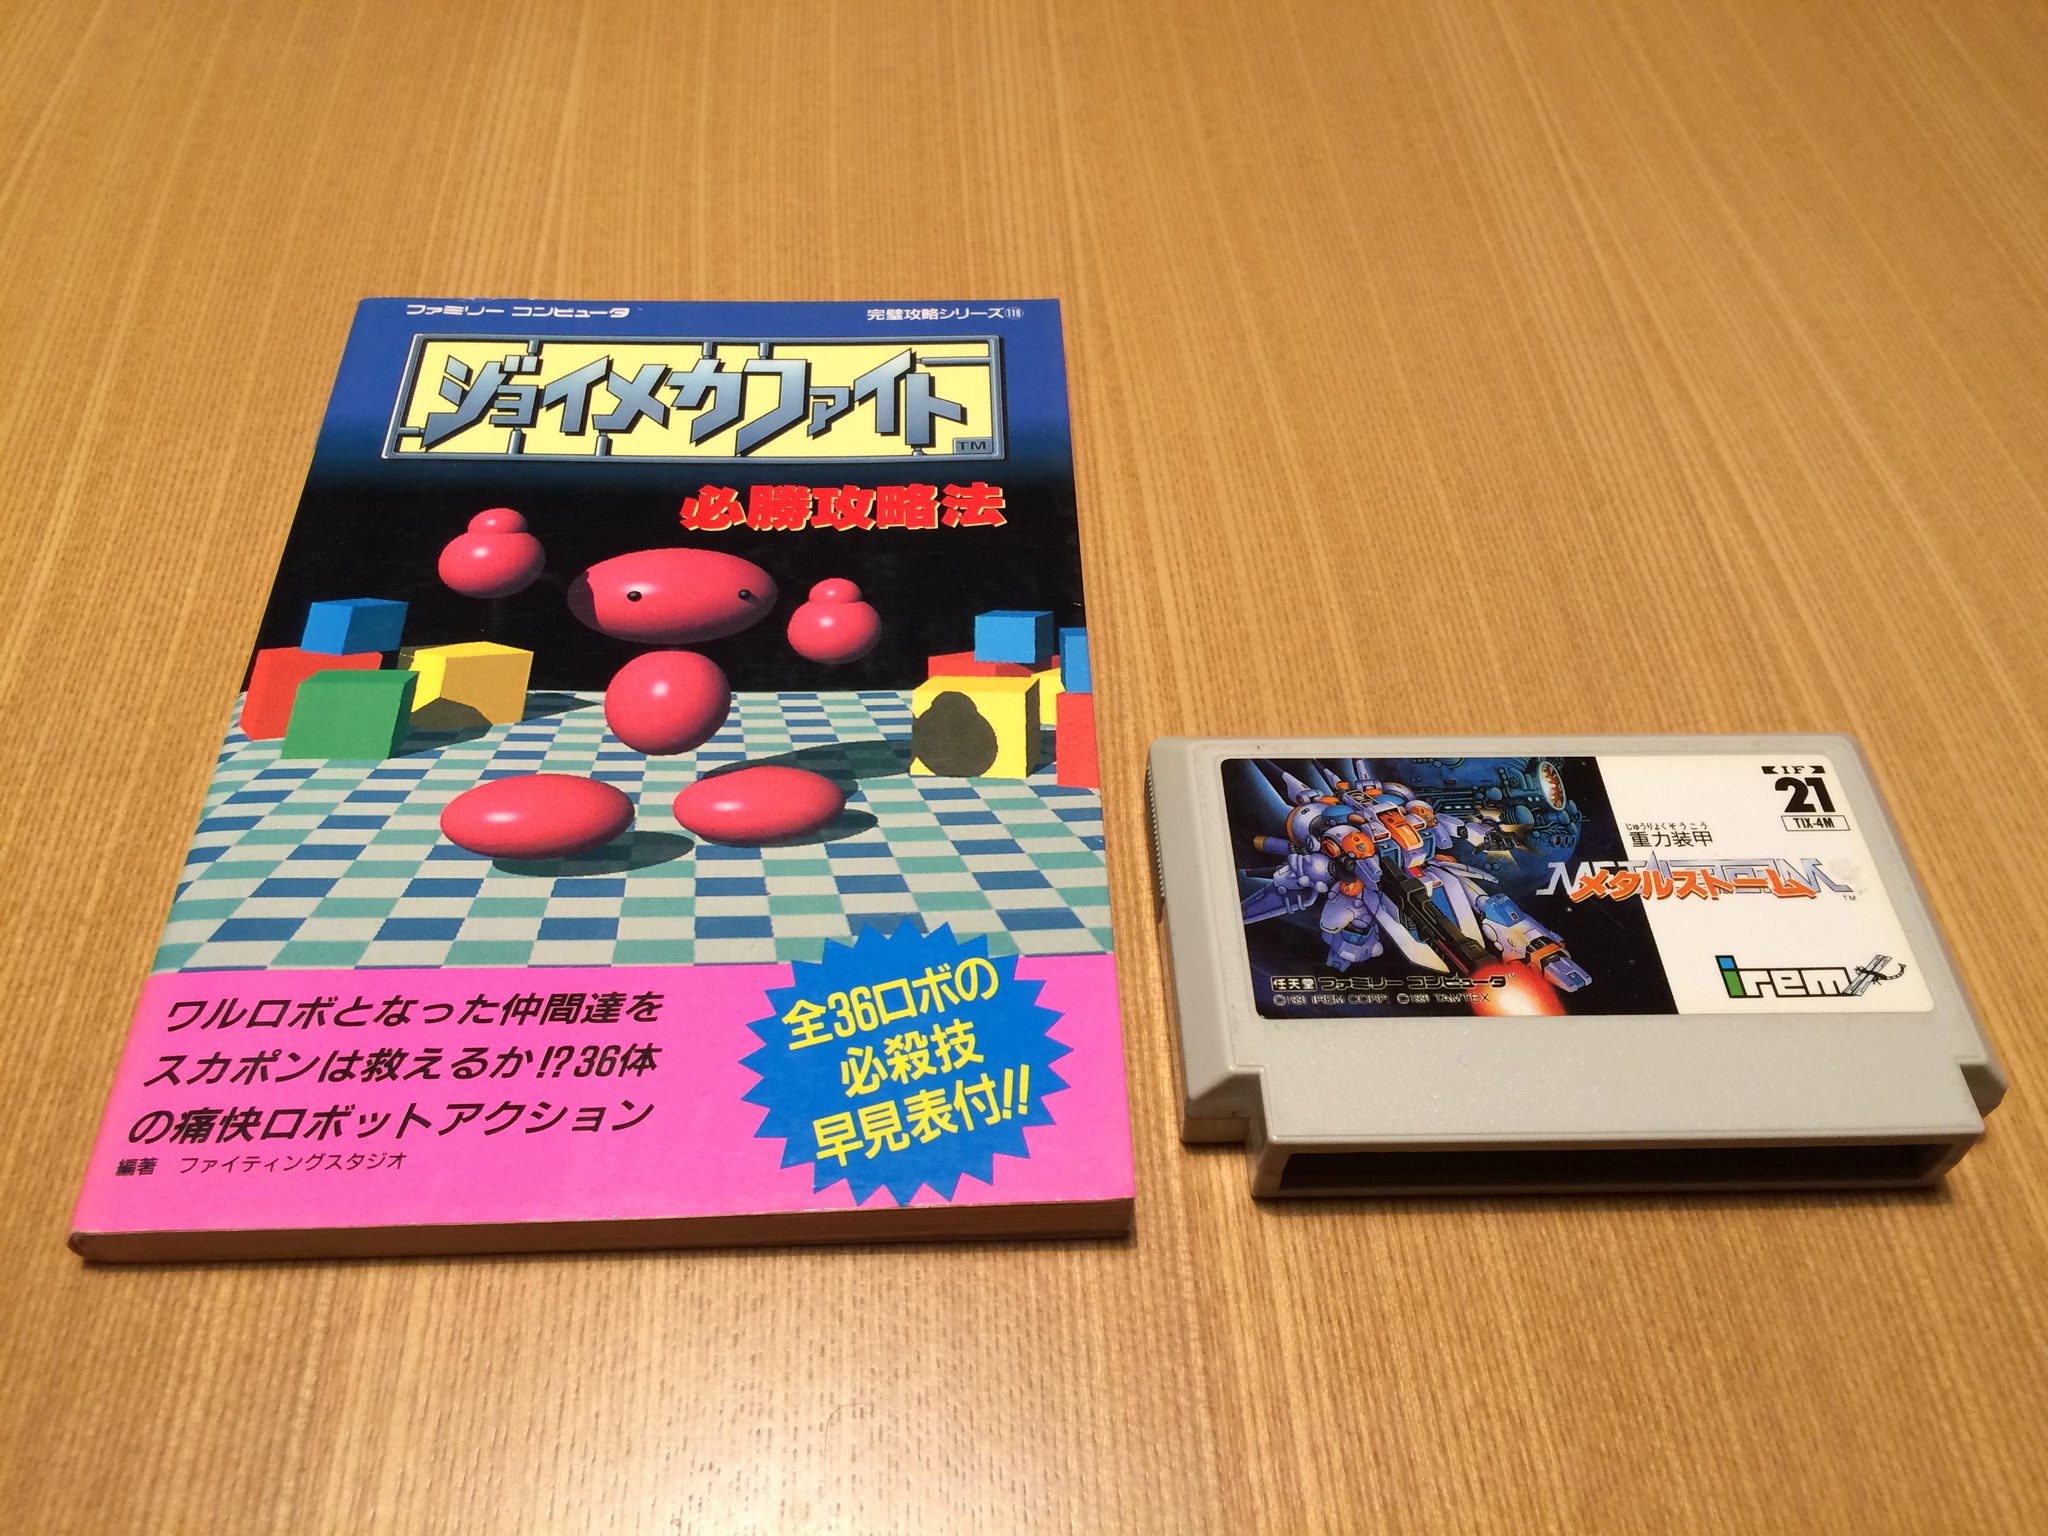 ファミリー コンピュータ
完璧攻略シリーズ 119
ジョイメカファイト
TM
必勝攻略法
ワルロボとなった仲間達を
スカポンは救えるか!?36体
の痛快ロボットアクション
編著 ファイティングスタジオ
全36ロボの
必殺技
早見表付!!
IF
21
TIX-4M
じゅうりょくそうこう
重力装甲
メタルストーム
TM
irem
任天堂 ファミリー コンピュータ
©1991 IREM CORP. ©1991 TAMTEX